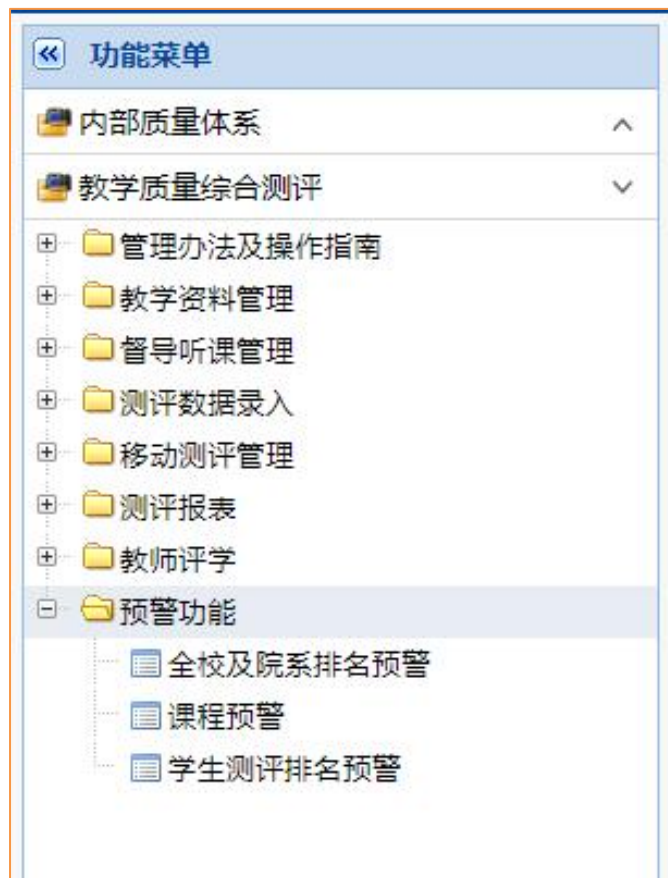 功能菜单
内部质量体系
教学质量综合测评
管理办法及操作指南
教学资料管理
督导听课管理
测评数据录入
移动测评管理
测评报表
教师评学
预警功能
全校及院系排名预警
课程预警
学生测评排名预警